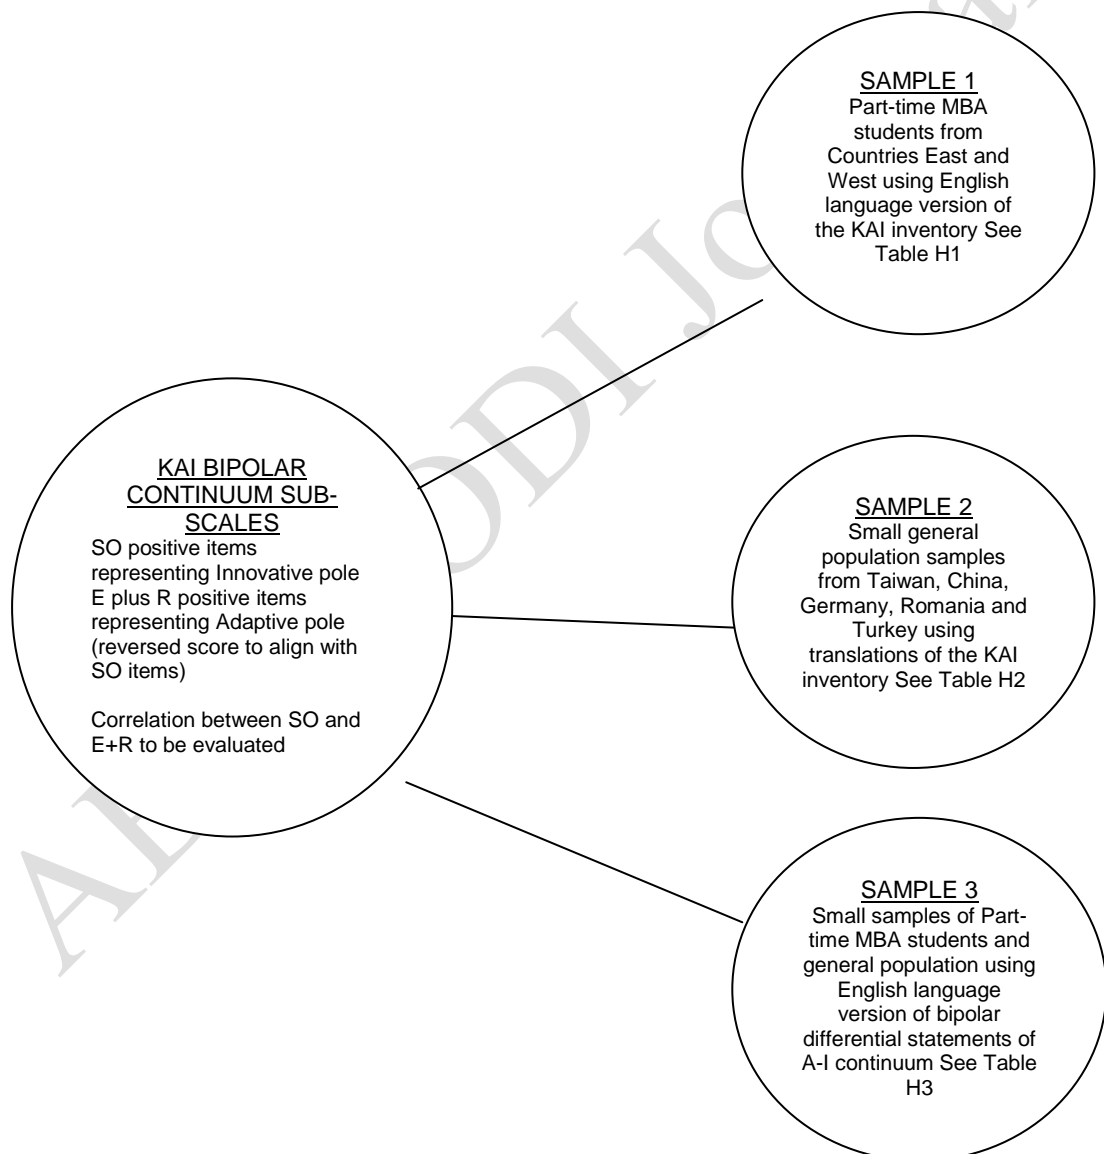 SAMPLE 1
Part-time MBA
students from
Countries East and
West using English
language version of
the KAI inventory See
Table H1
KAI BIPOLAR
CONTINUUM SUB-
SCALES
SO positive items
representing Innovative pole
E plus R positive items
representing Adaptive pole
(reversed score to align with
SO items)
Correlation between SO and
E+R to be evaluated
SAMPLE 2
Small general
population samples
from Taiwan, China,
Germany, Romania and
Turkey using
translations of the KAI
inventory See Table H2
SAMPLE 3
Small samples of Part-
time MBA students and
general population using
English language
version of bipolar
differential statements of
A-I continuum See Table
H3